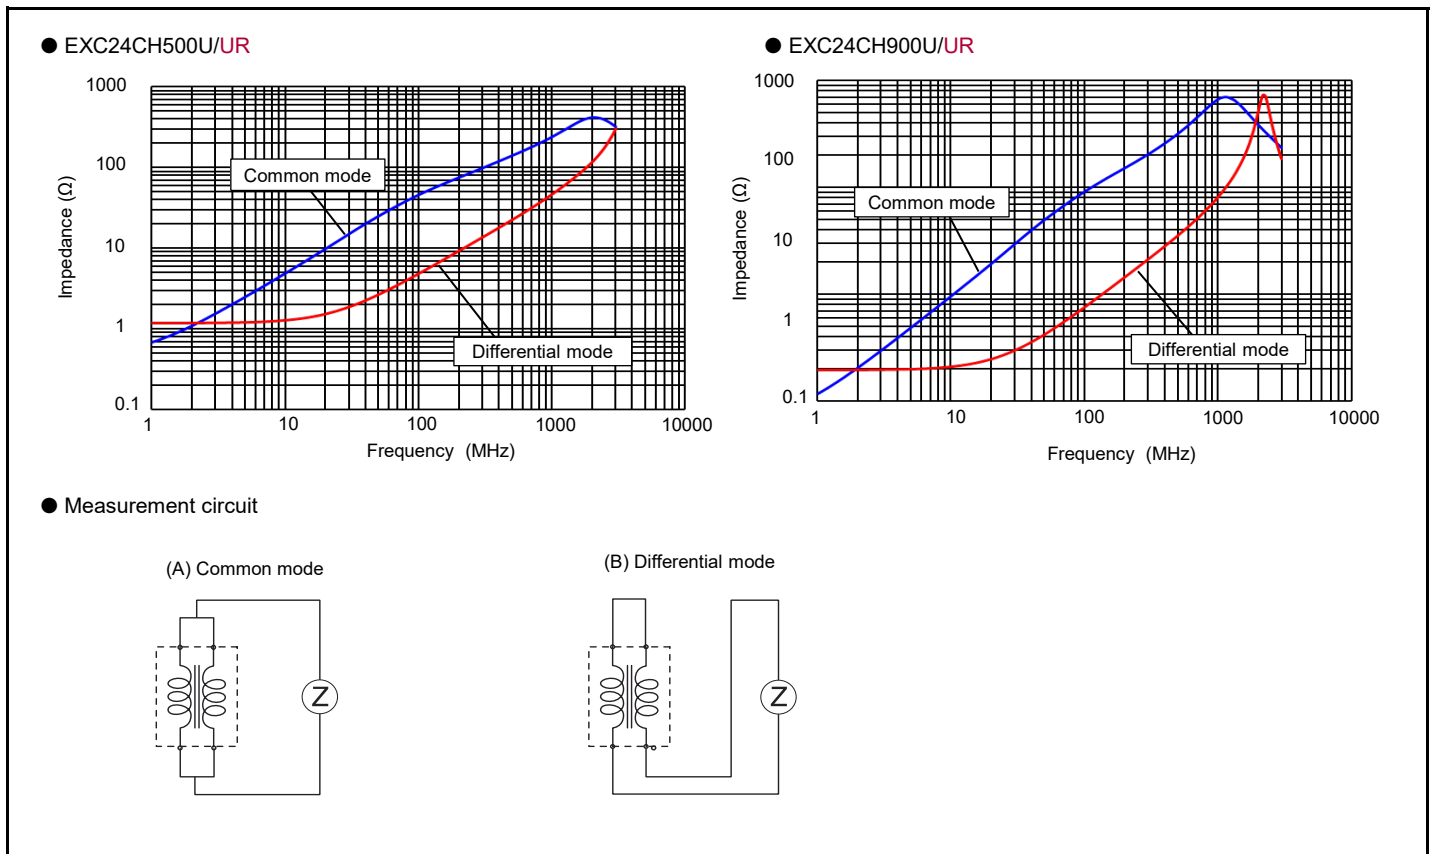 ● EXC24CH500U/UR
1000
100
10
1
0.1
Impedance (Ω)
Common mode
Differential mode
1 10 100 1000 10000
Frequency (MHz)
● EXC24CH900U/UR
1000
100
10
1
0.1
Impedance (Ω)
Common mode
Differential mode
1 10 100 1000 10000
Frequency (MHz)
● Measurement circuit
(A) Common mode
Z
(B) Differential mode
Z